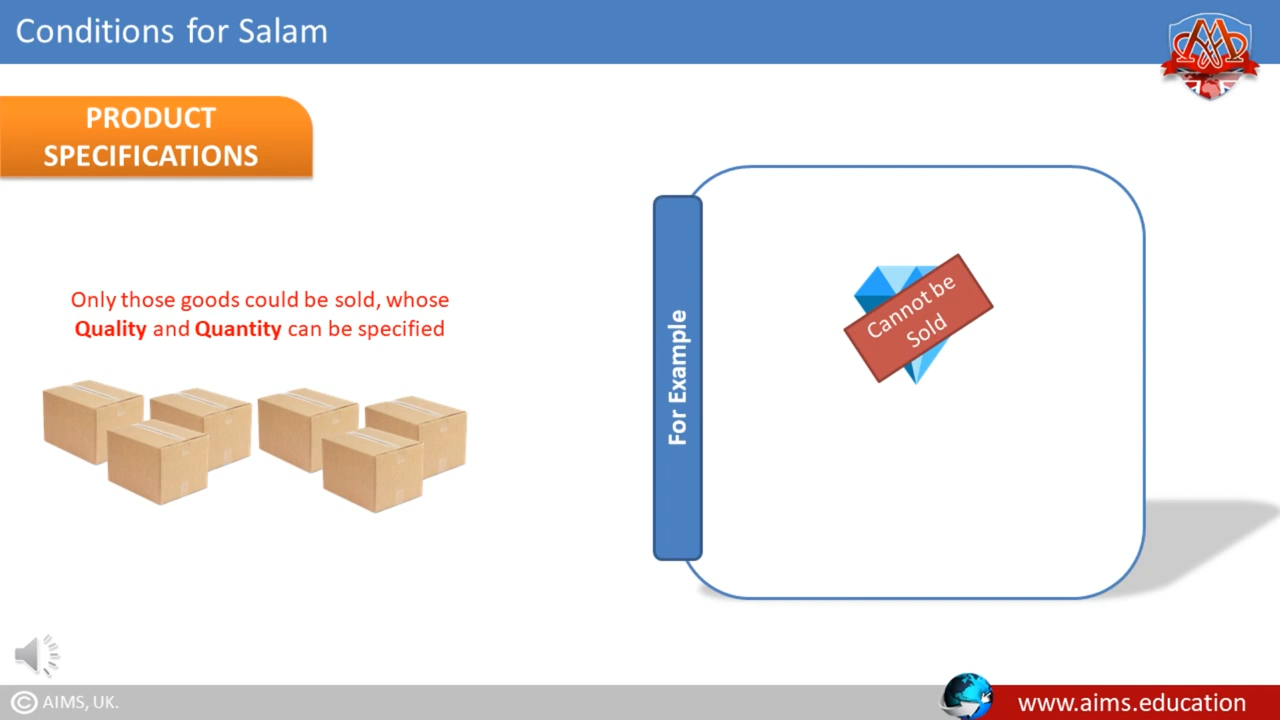 Conditions for Salam
PRODUCT
SPECIFICATIONS
Only those goods could be sold, whose
Quality and Quantity can be specified
For Example
Cannot be
Sold
© AIMS, UK.
www.aims.education